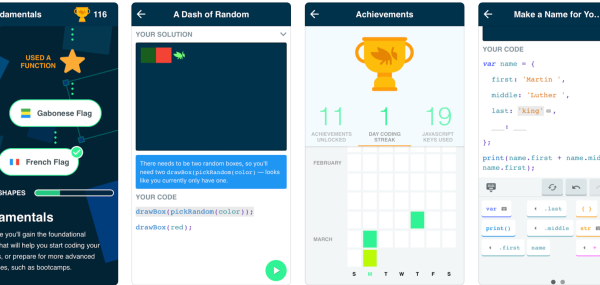 damentals
116
USED A
FUNCTION
Gabonese Flag
French Flag
SHAPES
amentals
e you'll gain the foundational
hat will help you start coding your
s, or prepare for more advanced
es, such as bootcamps.
A Dash of Random
YOUR SOLUTION
There needs to be two random boxes, so you'll
need two drawBox(pickRandom(color)) — looks
like you currently only have one.
YOUR CODE
drawBox(pickRandom(color));
drawBox(red);
Achievements
11
1
19
ACHIEVEMENTS
UNLOCKED
DAY CODING
STREAK
JAVASCRIPT
KEYS USED
FEBRUARY
MARCH
S M T W T F S
Make a Name for Yo...
YOUR CODE
var name = {
first: 'Martin ',
middle: 'Luther ',
last: 'king'
___: ___
};
print(name.first + name.mid
name.first);
var
.last
{ }
print()
.middle
str
.first
name
+